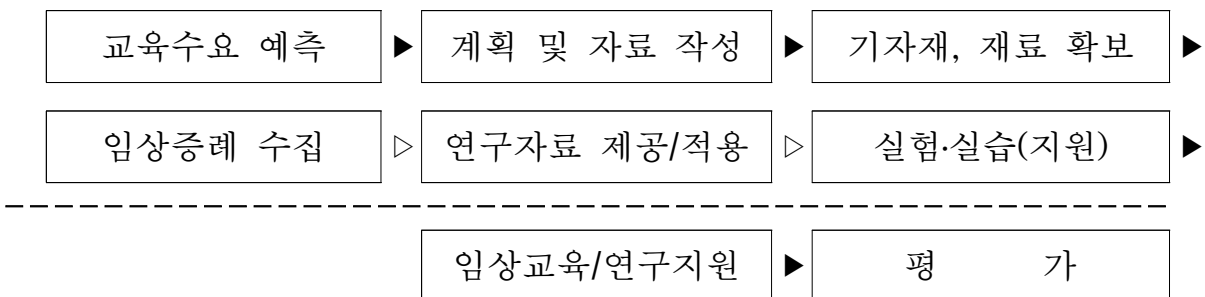 교육수요 예측 ▶ 계획 및 자료 작성 ▶ 기자재, 재료 확보 ▶
임상증례 수집 ▷ 연구자료 제공/적용 ▷ 실험·실습(지원) ▶
임상교육/연구지원 ▶ 평 가